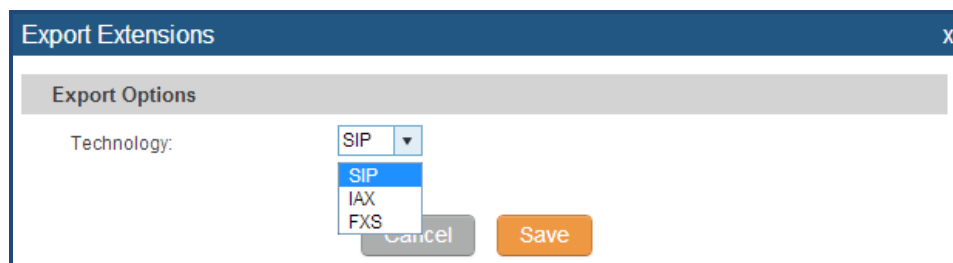 Export Extensions x
Export Options
Technology: SIP
SIP
IAX
FXS
Cancel Save